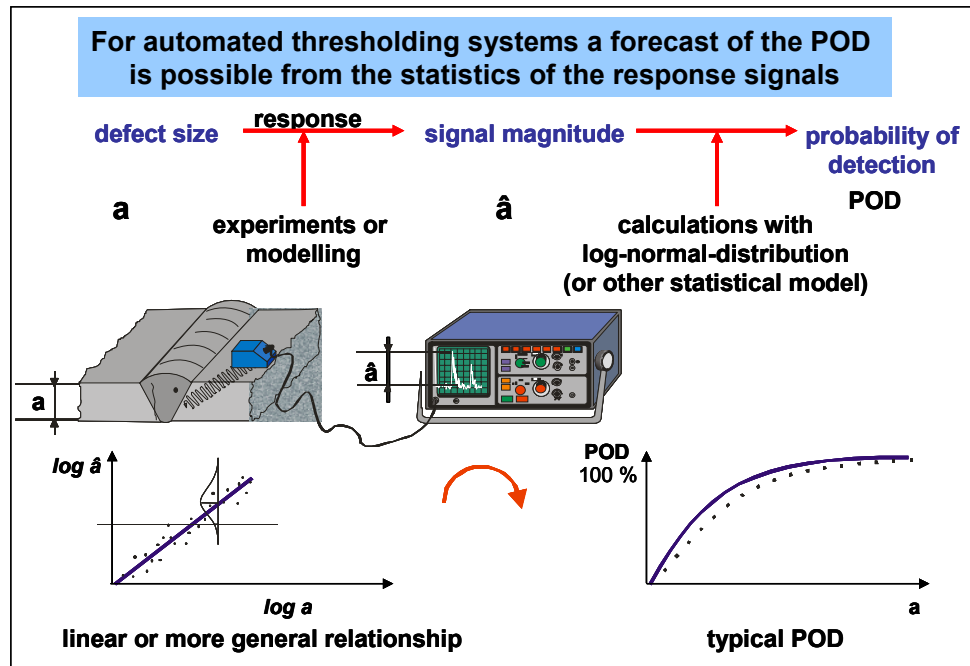 For automated thresholding systems a forecast of the POD
is possible from the statistics of the response signals
response
defect size
signal magnitude
probability of
detection
POD
a
â
experiments or
modelling
calculations with
log-normal-distribution
(or other statistical model)
a
â
log â
log a
linear or more general relationship
POD
100 %
a
typical POD